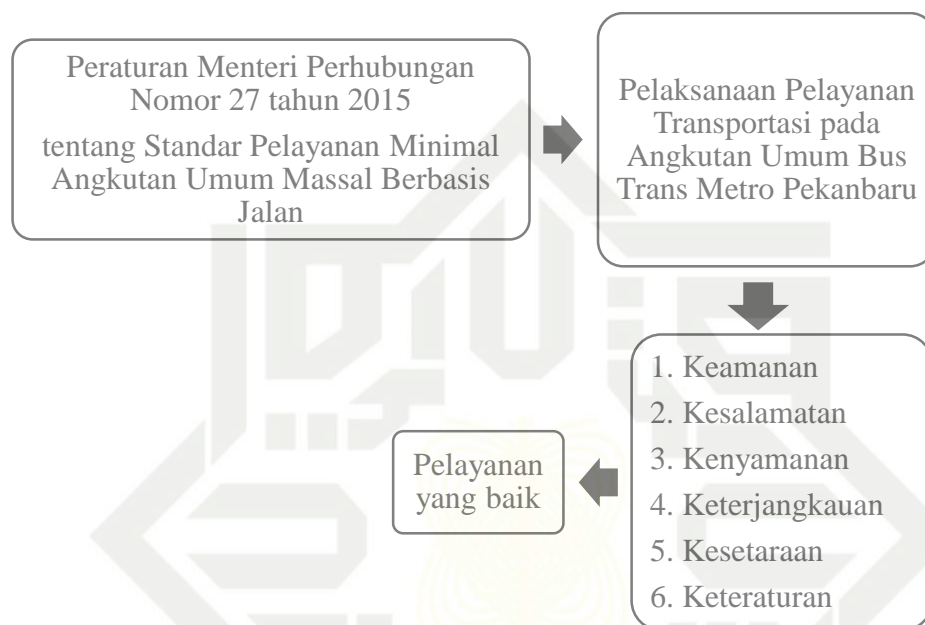 Peraturan Menteri Perhubungan
Nomor 27 tahun 2015
tentang Standar Pelayanan Minimal
Angkutan Umum Massal Berbasis
Jalan
Pelaksanaan Pelayanan
Transportasi pada
Angkutan Umum Bus
Trans Metro Pekanbaru
1. Keamanan
2. Kesalamatan
3. Kenyamanan
4. Keterjangkauan
5. Kesetaraan
6. Keteraturan
Pelayanan
yang baik